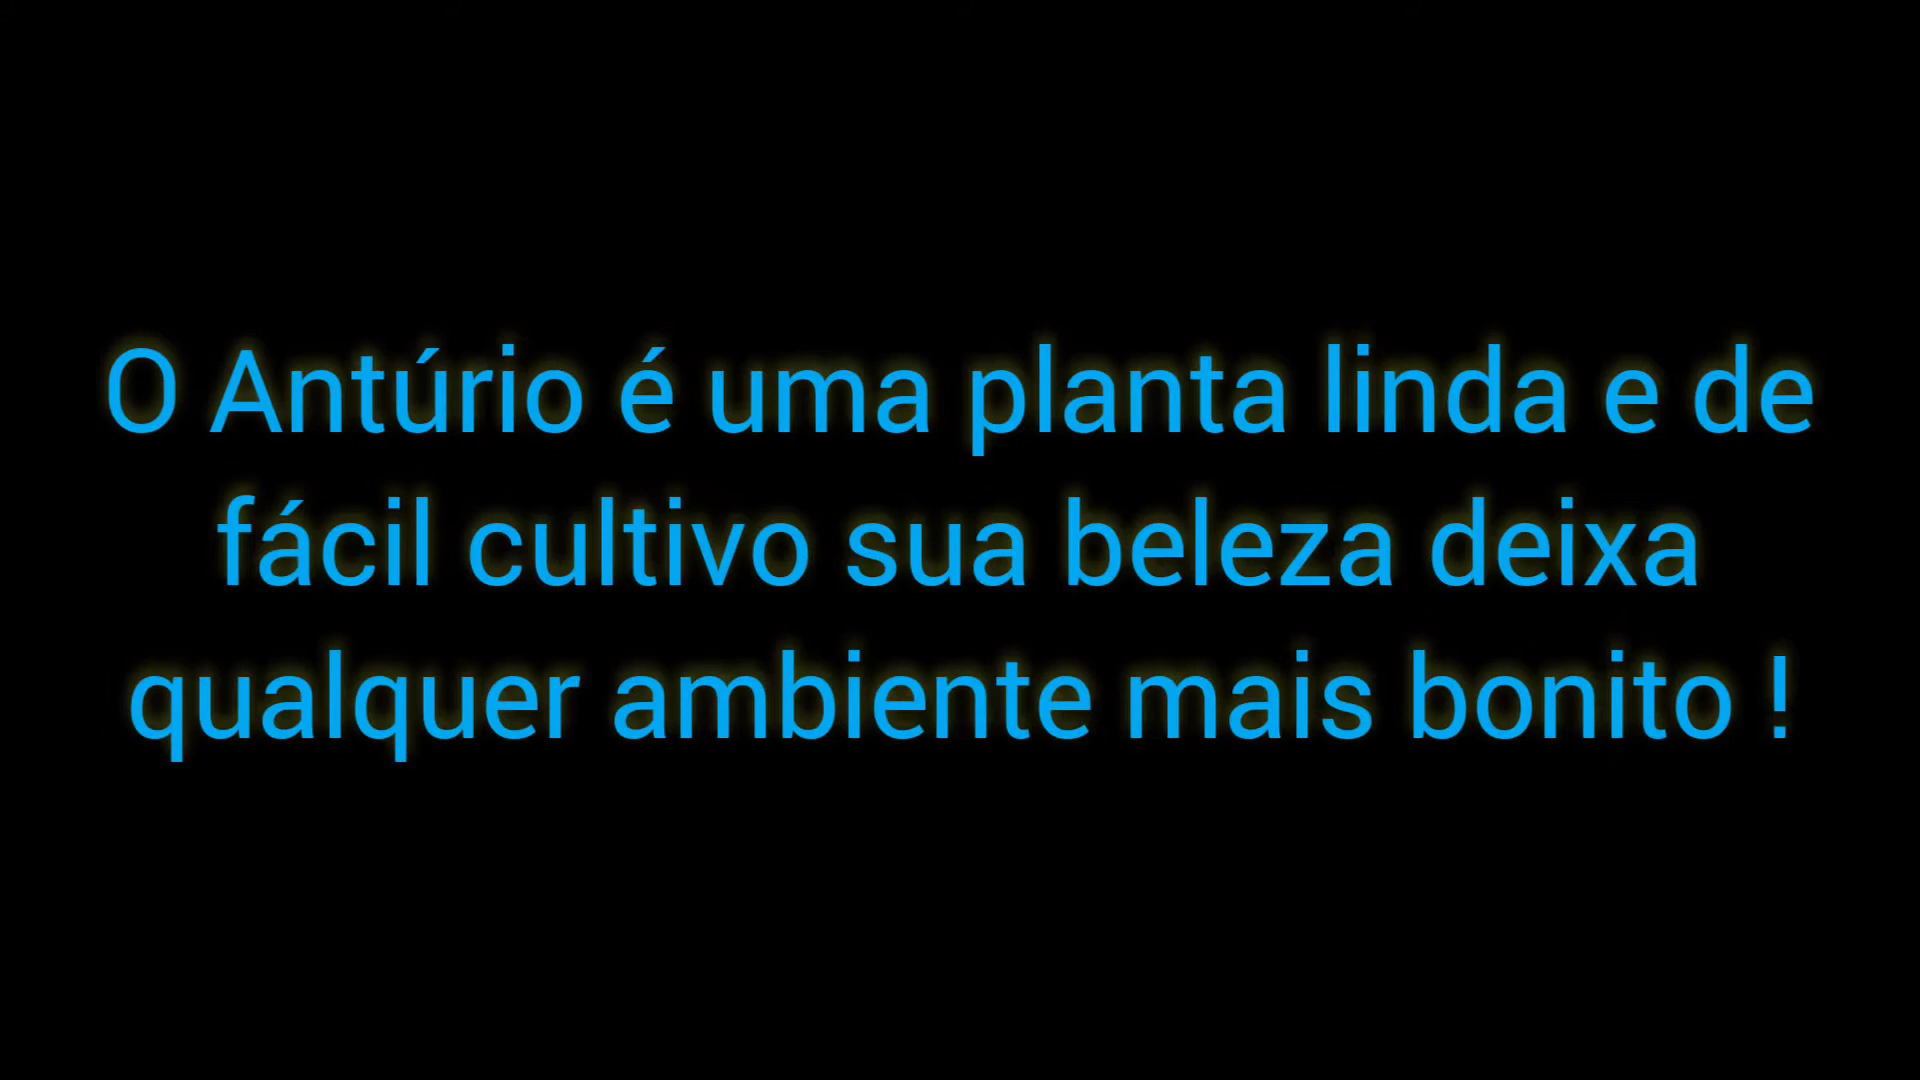 O Antúrio é uma planta linda e de
fácil cultivo sua beleza deixa
qualquer ambiente mais bonito !